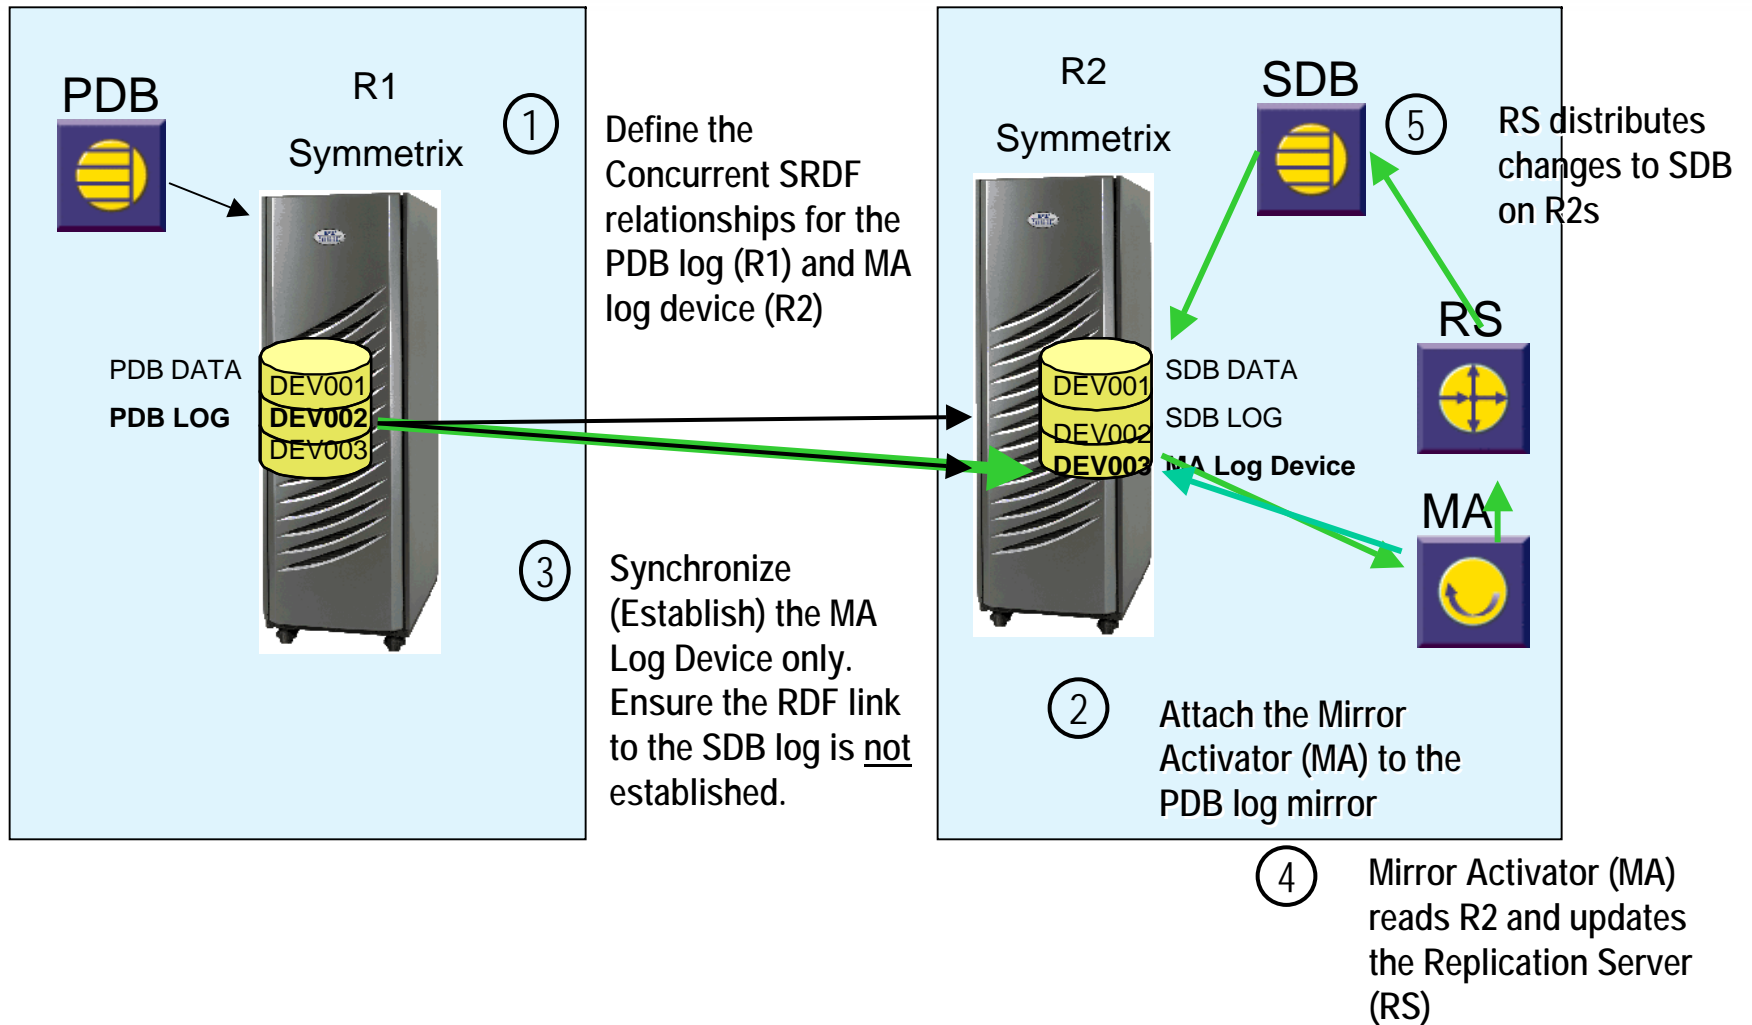 PDB
R1
Symmetrix
1
Define the
Concurrent SRDF
relationships for the
PDB log (R1) and MA
log device (R2)
PDB DATA
PDB LOG
DEV001
DEV002
DEV003
3
Synchronize
(Establish) the MA
Log Device only.
Ensure the RDF link
to the SDB log is not
established.
R2
Symmetrix
SDB
5
RS distributes
changes to SDB
on R2s
DEV001
DEV002
DEV003
SDB DATA
SDB LOG
MA Log Device
RS
MA
2
Attach the Mirror
Activator (MA) to the
PDB log mirror
4
Mirror Activator (MA)
reads R2 and updates
the Replication Server
(RS)